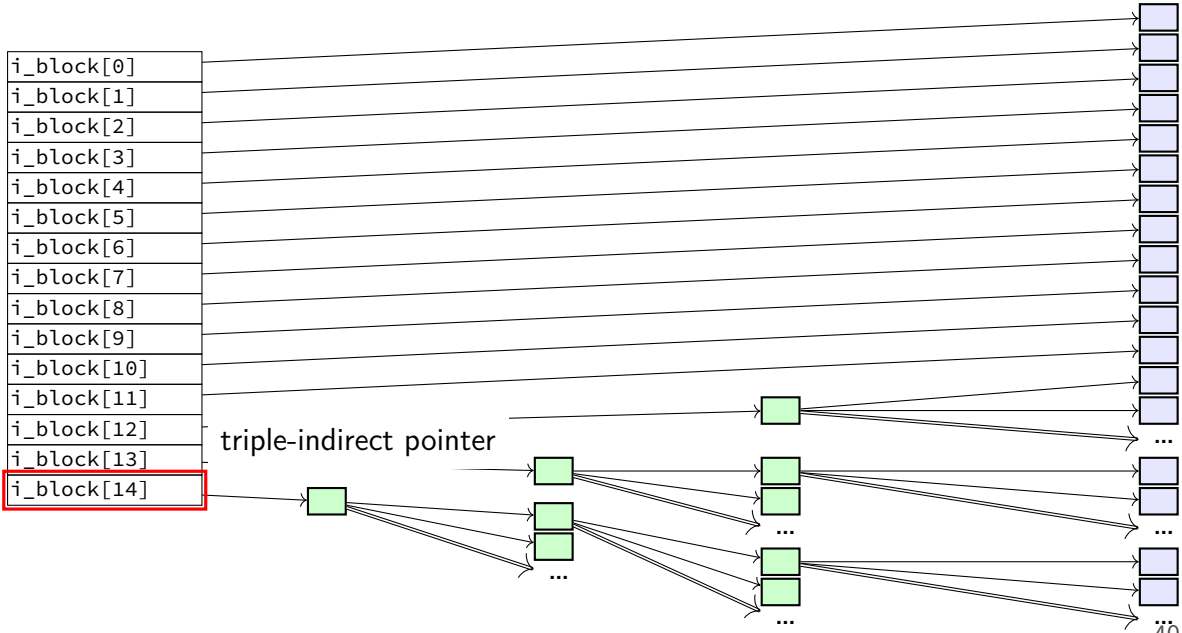 i_block[0]
i_block[1]
i_block[2]
i_block[3]
i_block[4]
i_block[5]
i_block[6]
i_block[7]
i_block[8]
i_block[9]
i_block[10]
i_block[11]
i_block[12]
triple-indirect pointer
...
i_block[13]
i_block[14]
...
...
...
...
...
40